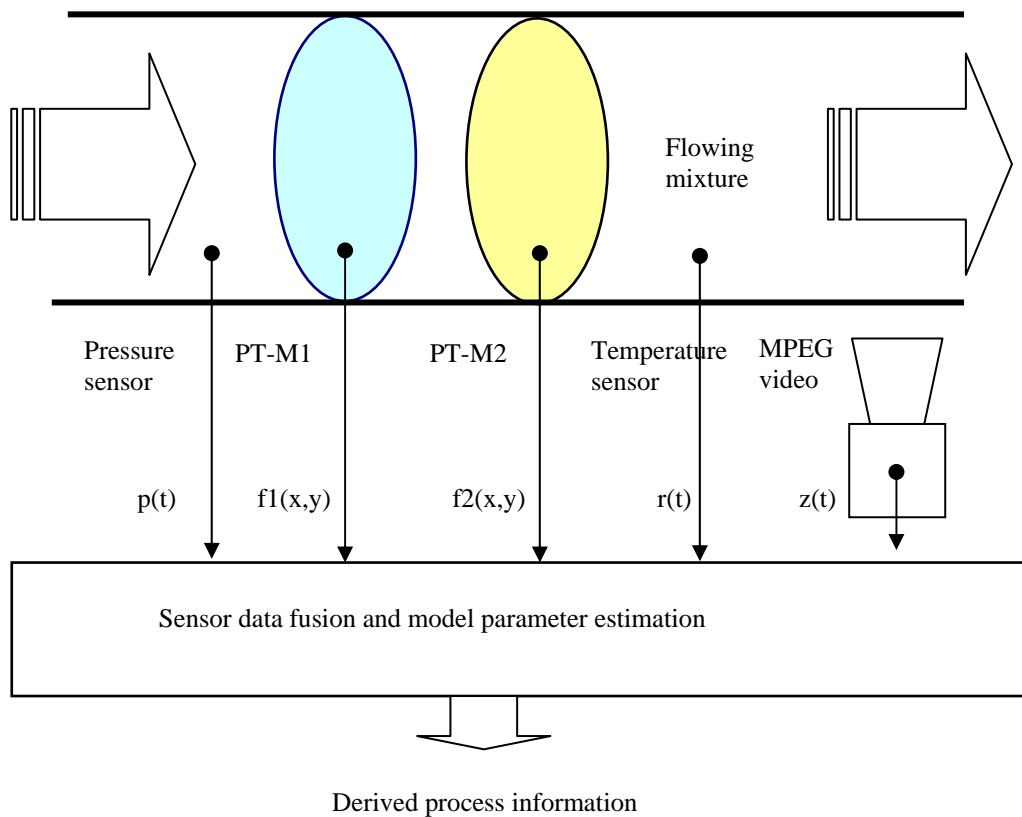 Flowing
mixture
Pressure
sensor
PT-M1
PT-M2
Temperature
sensor
MPEG
video
p(t)
f1(x,y)
f2(x,y)
r(t)
z(t)
Sensor data fusion and model parameter estimation
Derived process information